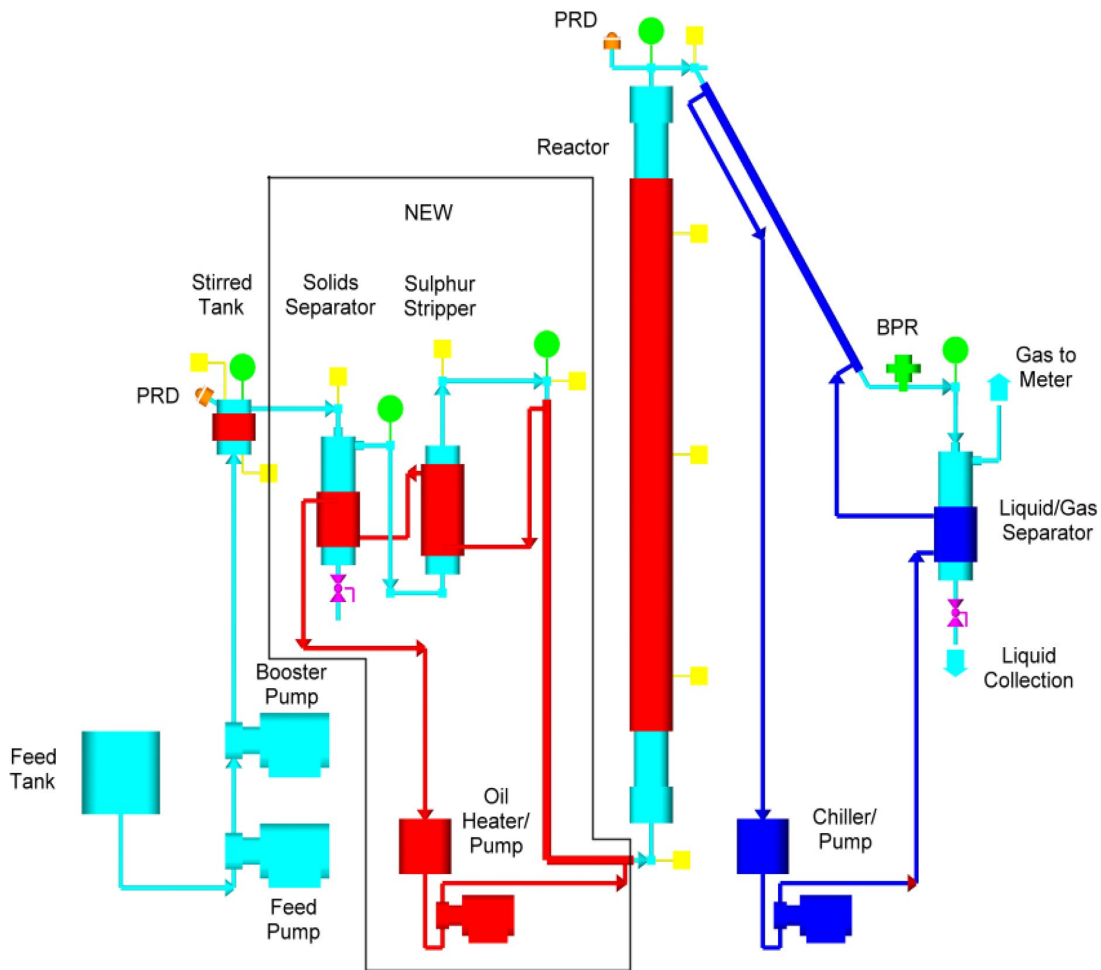 PRD
Reactor
NEW
Stirred
Tank
Solids
Separator
Sulphur
Stripper
PRD
BPR
Gas to
Meter
Liquid/Gas
Separator
Liquid
Collection
Booster
Pump
Feed
Tank
Oil
Heater/
Pump
Chiller/
Pump
Feed
Pump